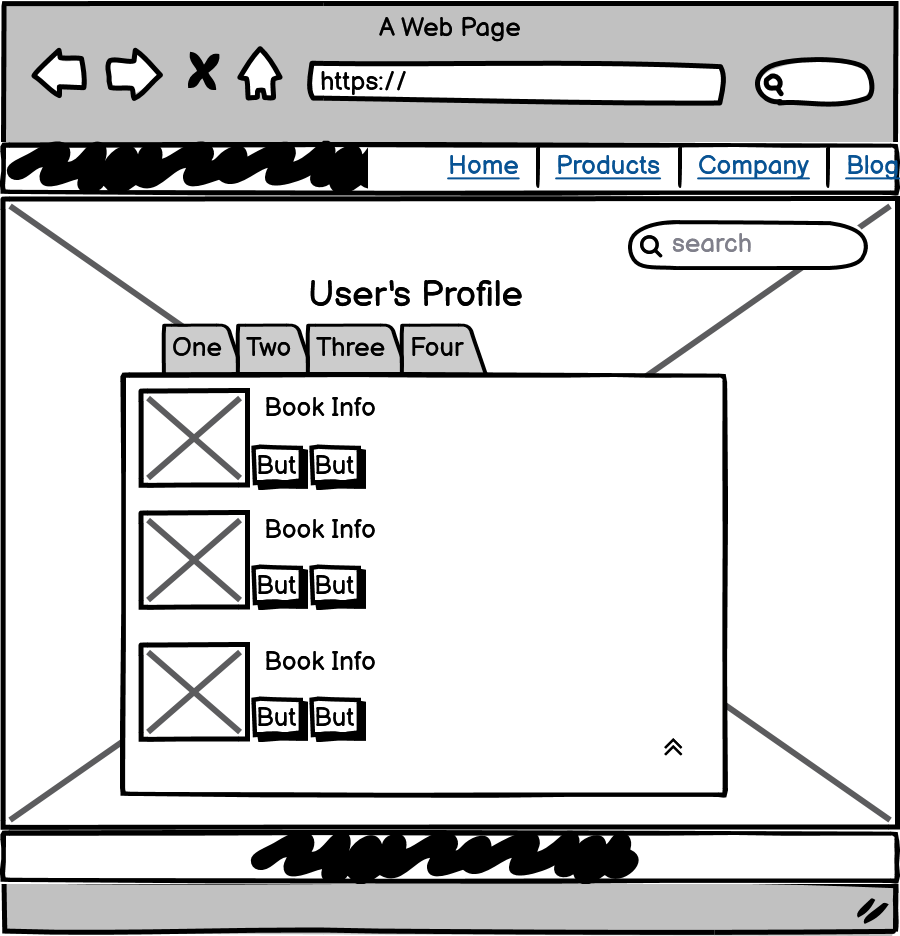 A Web Page
https://
Home Products Company Blog
search
User's Profile
One Two Three Four
Book Info
But But
Book Info
But But
Book Info
But But